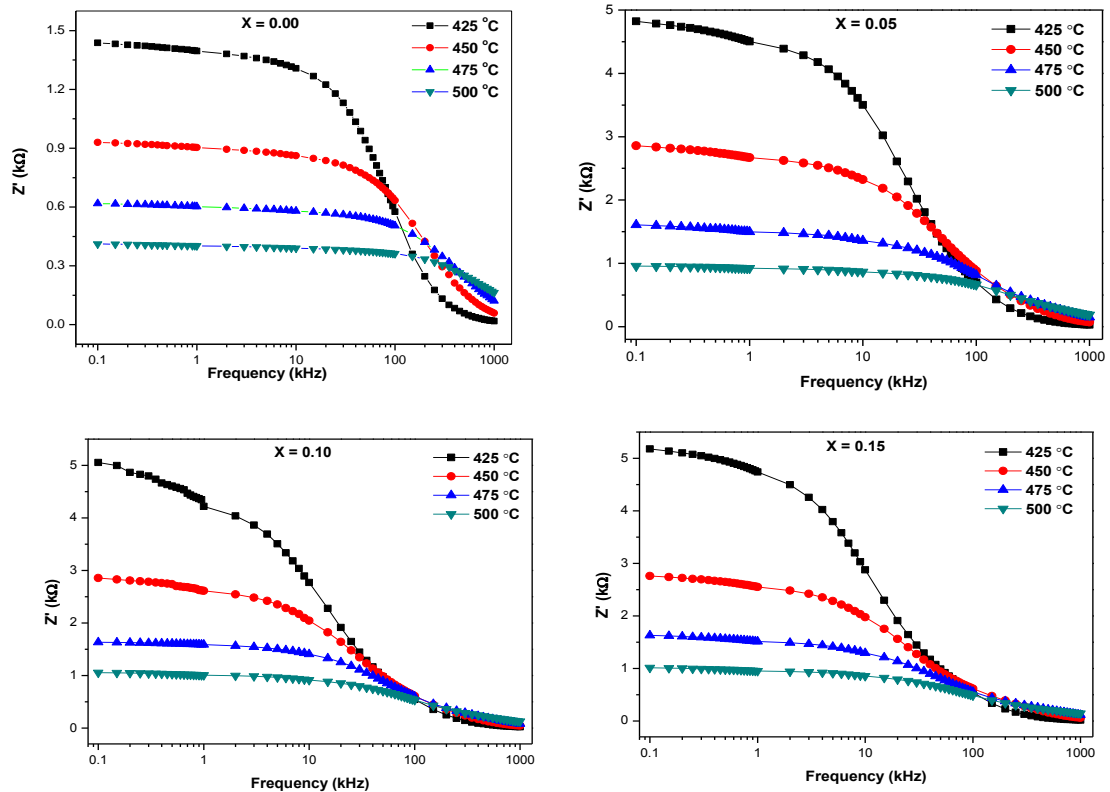 X = 0.00
425 °C
450 °C
475 °C
500 °C
1.5
1.2
0.9
0.6
0.3
0.0
Z' (kΩ)
0.1 1 10 100 1000
Frequency (kHz)
X = 0.05
425 °C
450 °C
475 °C
500 °C
5
4
3
2
1
0
Z' (kΩ)
0.1 1 10 100 1000
Frequency (kHz)
X = 0.10
425 °C
450 °C
475 °C
500 °C
5
4
3
2
1
0
Z' (kΩ)
0.1 1 10 100 1000
Frequency (kHz)
X = 0.15
425 °C
450 °C
475 °C
500 °C
5
4
3
2
1
0
Z' (kΩ)
0.1 1 10 100 1000
Frequency (kHz)